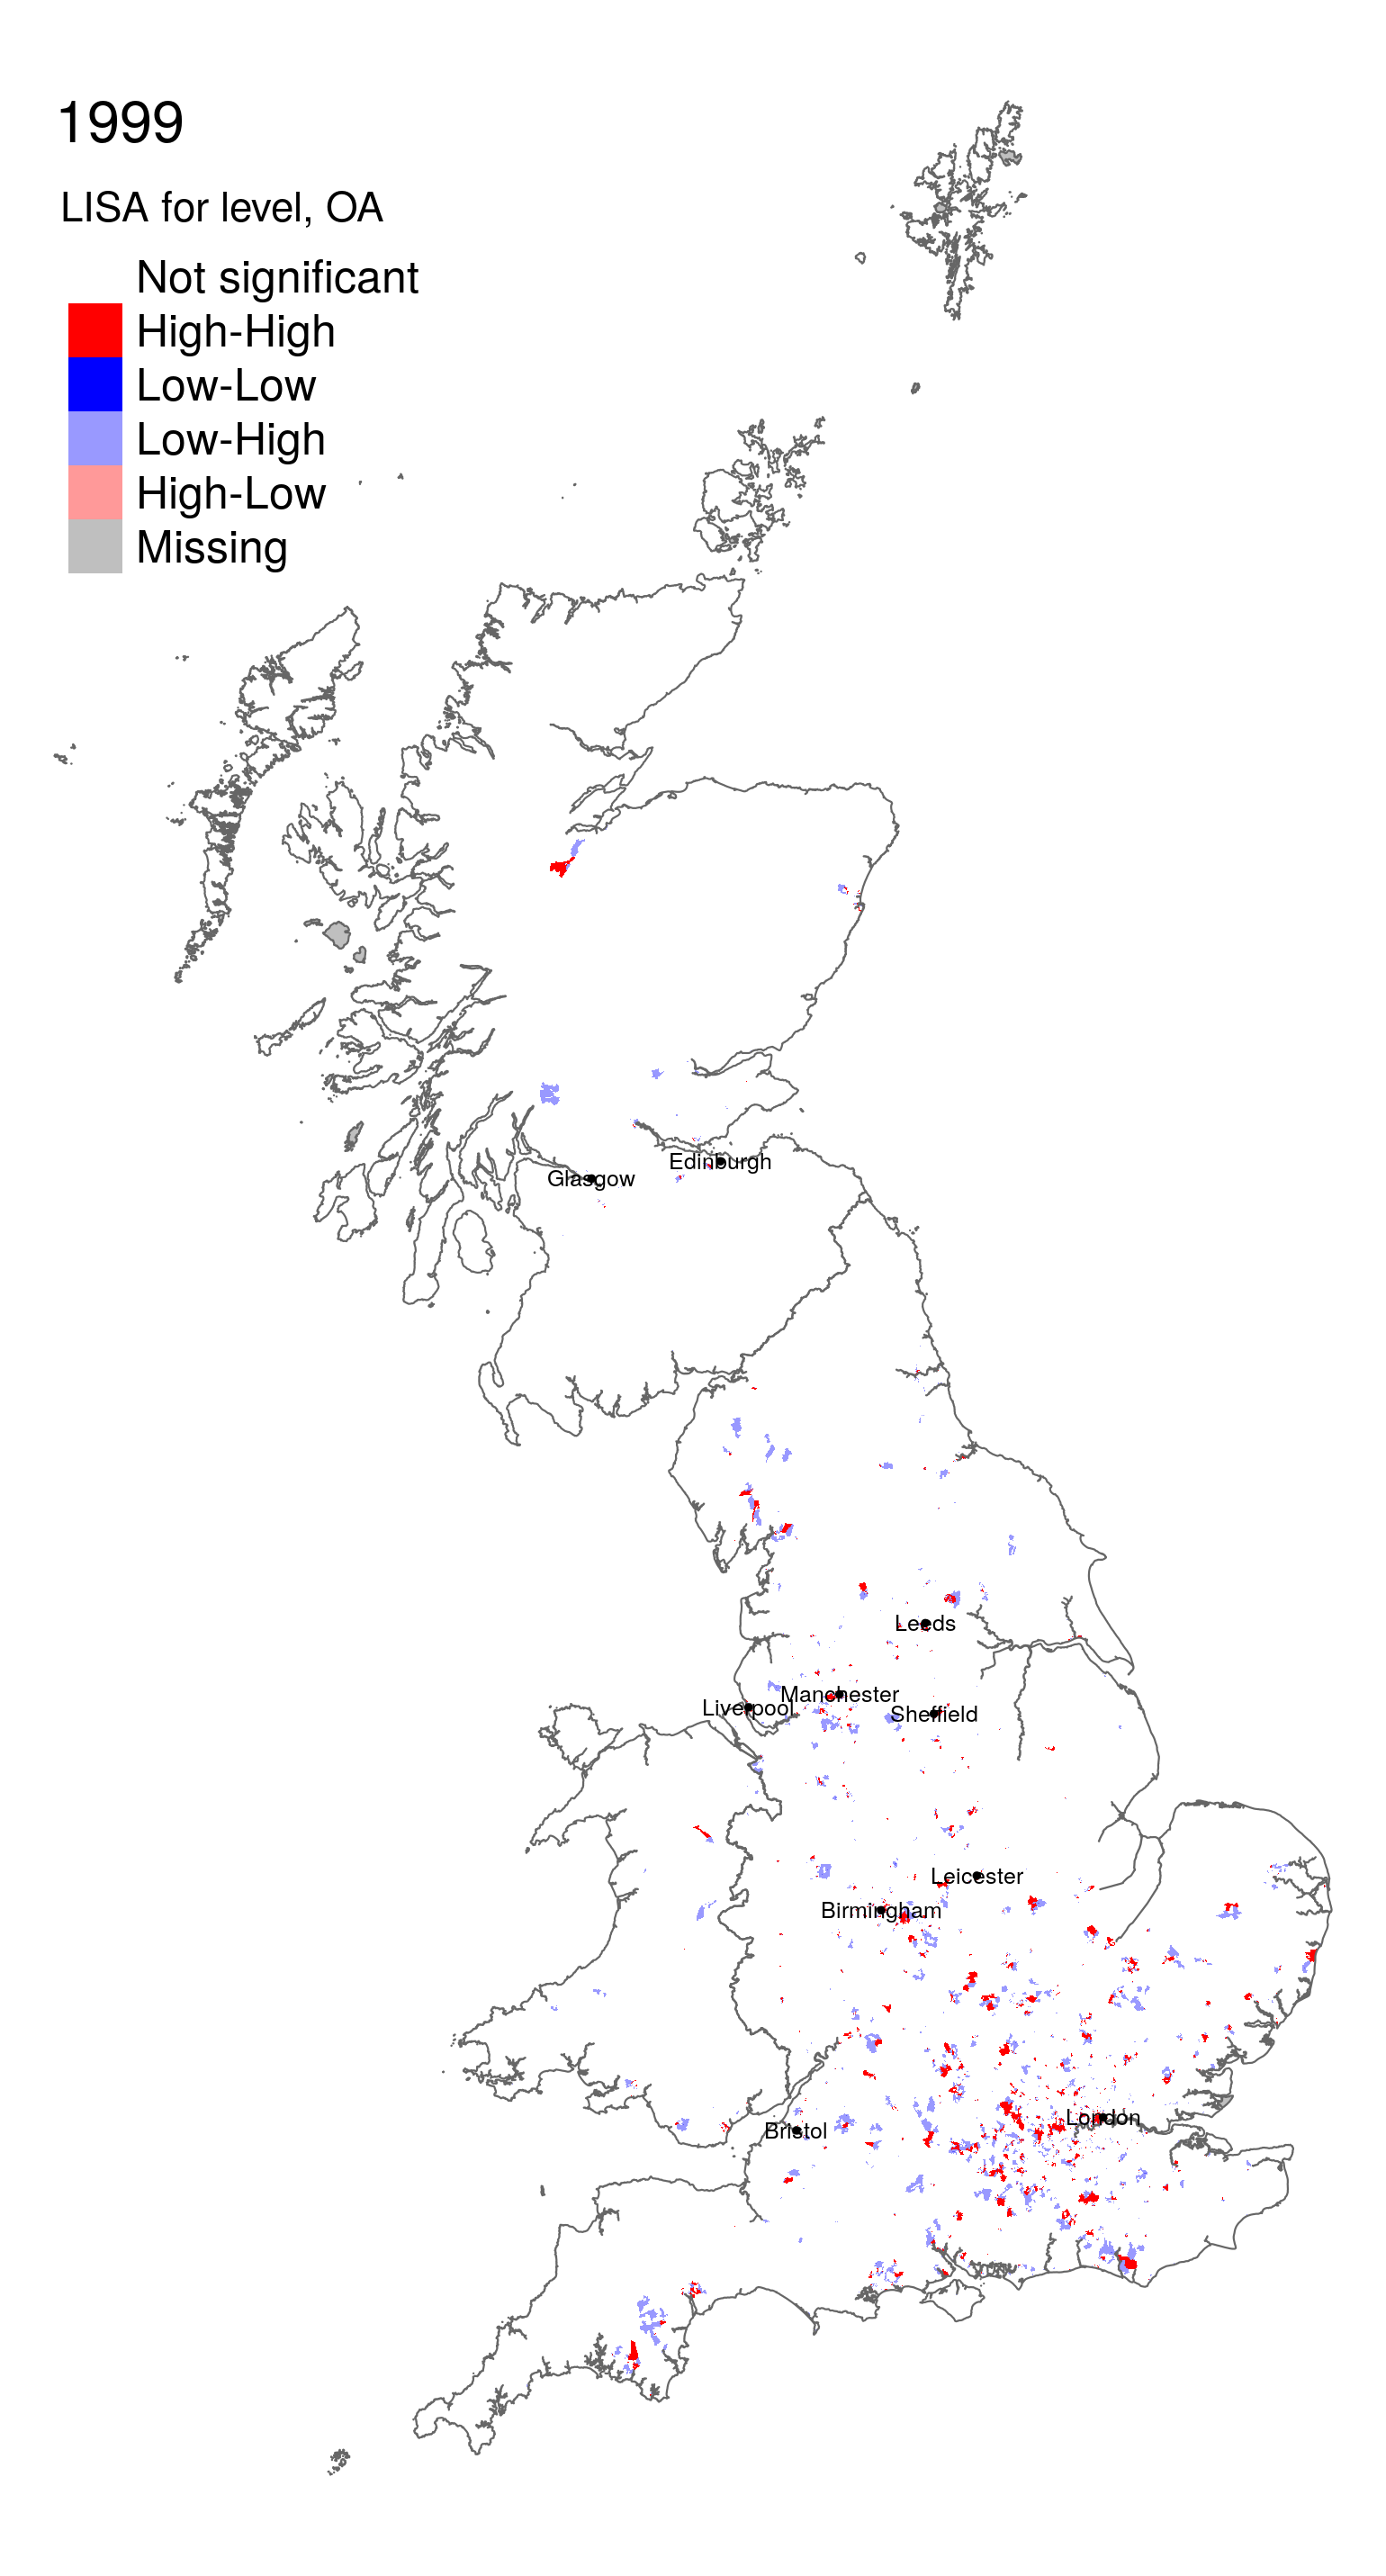 1999
LISA for level, OA
Not significant
High-High
Low-Low
Low-High
High-Low
Missing
Edinburgh
Glasgow
Leeds
Manchester
Liverpool
Sheffield
Leicester
Birmingham
London
Bristol